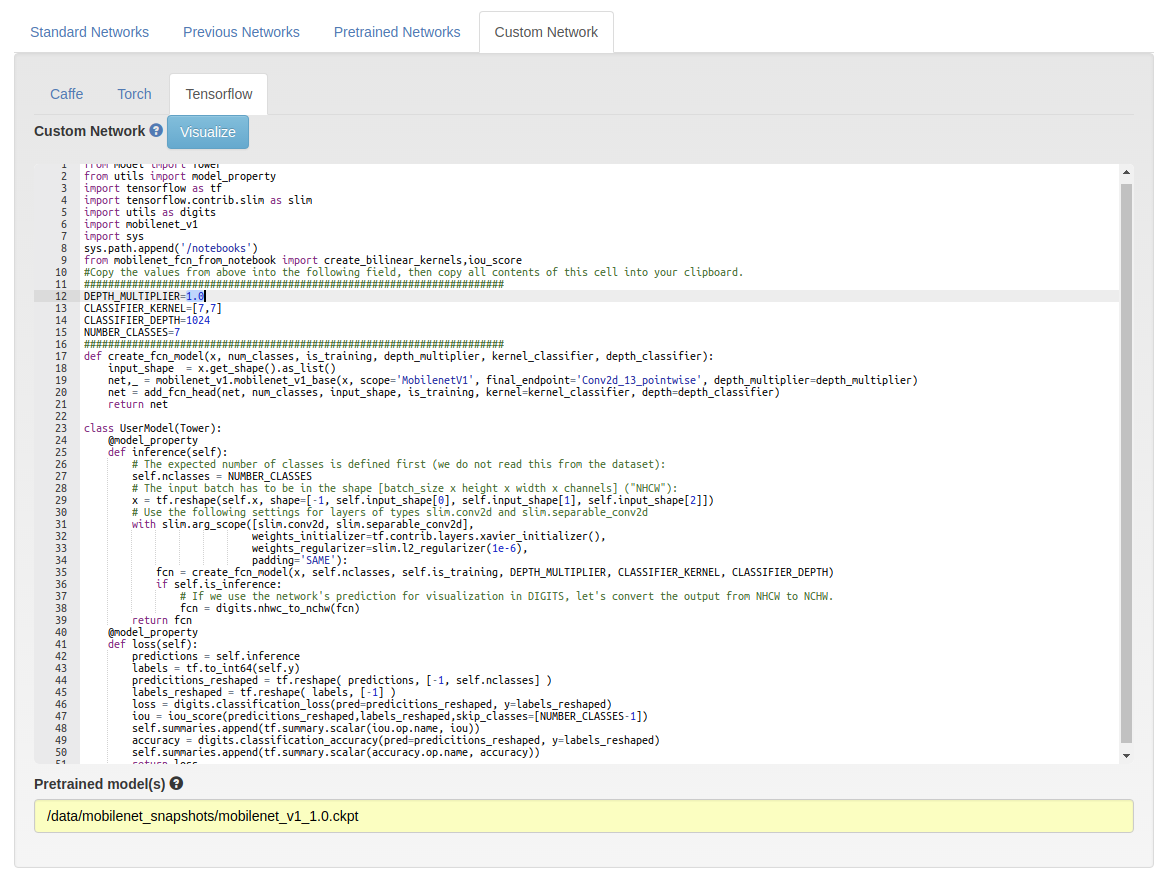 Standard Networks Previous Networks Pretrained Networks Custom Network
Caffe Torch Tensorflow
Custom Network ? Visualize
1 from model import Tower
2 from utils import model_property
3 import tensorflow as tf
4 import tensorflow.contrib.slim as slim
5 import utils as digits
6 import mobilenet_v1
7 import sys
8 sys.path.append('/notebooks')
9 from mobilenet_fcn_from_notebook import create_bilinear_kernels,iou_score
10 #Copy the values from above into the following field, then copy all contents of this cell into your clipboard.
11 ######################################################################
12 DEPTH_MULTIPLIER=1.0
13 CLASSIFIER_KERNEL=[7,7]
14 CLASSIFIER_DEPTH=1024
15 NUMBER_CLASSES=7
16 ######################################################################
17 def create_fcn_model(x, num_classes, is_training, depth_multiplier, kernel_classifier, depth_classifier):
18     input_shape  = x.get_shape().as_list()
19     net,_ = mobilenet_v1.mobilenet_v1_base(x, scope='MobilenetV1', final_endpoint='Conv2d_13_pointwise', depth_multiplier=depth_multiplier)
20     net = add_fcn_head(net, num_classes, input_shape, is_training, kernel=kernel_classifier, depth=depth_classifier)
21     return net
22
23 class UserModel(Tower):
24     @model_property
25     def inference(self):
26         # The expected number of classes is defined first (we do not read this from the dataset):
27         self.nclasses = NUMBER_CLASSES
28         # The input batch has to be in the shape [batch_size x height x width x channels] ("NHCW"):
29         x = tf.reshape(self.x, shape=[-1, self.input_shape[0], self.input_shape[1], self.input_shape[2]])
30         # Use the following settings for layers of types slim.conv2d and slim.separable_conv2d
31         with slim.arg_scope([slim.conv2d, slim.separable_conv2d],
32                             weights_initializer=tf.contrib.layers.xavier_initializer(),
33                             weights_regularizer=slim.l2_regularizer(1e-6),
34                             padding='SAME'):
35             fcn = create_fcn_model(x, self.nclasses, self.is_training, DEPTH_MULTIPLIER, CLASSIFIER_KERNEL, CLASSIFIER_DEPTH)
36             if self.is_inference:
37                 # If we use the network's prediction for visualization in DIGITS, let's convert the output from NHCW to NCHW.
38                 fcn = digits.nhwc_to_nchw(fcn)
39         return fcn
40     @model_property
41     def loss(self):
42         predictions = self.inference
43         labels = tf.to_int64(self.y)
44         predicitions_reshaped = tf.reshape( predictions, [-1, self.nclasses] )
45         labels_reshaped = tf.reshape( labels, [-1] )
46         loss = digits.classification_loss(pred=predicitions_reshaped, y=labels_reshaped)
47         iou = iou_score(predicitions_reshaped,labels_reshaped,skip_classes=[NUMBER_CLASSES-1])
48         self.summaries.append(tf.summary.scalar(iou.op.name, iou))
49         accuracy = digits.classification_accuracy(pred=predicitions_reshaped, y=labels_reshaped)
50         self.summaries.append(tf.summary.scalar(accuracy.op.name, accuracy))
51         return loss
Pretrained model(s) ?
/data/mobilenet_snapshots/mobilenet_v1_1.0.ckpt